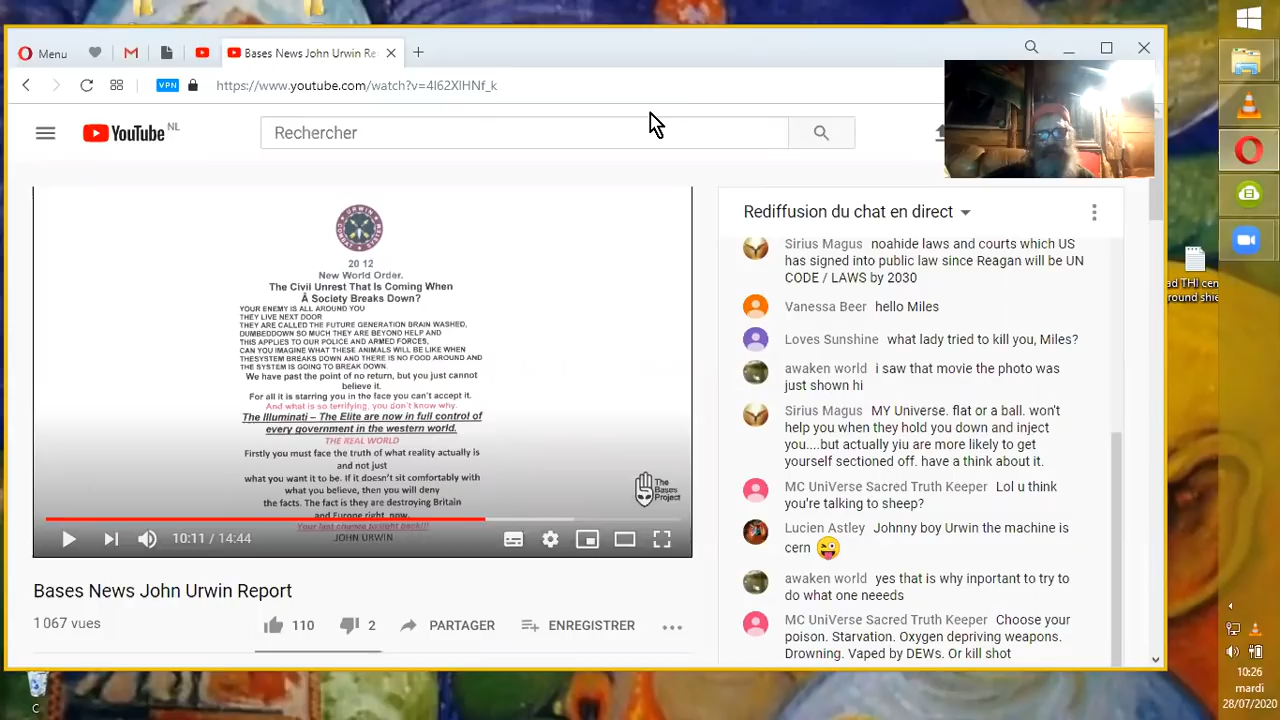 Menu
Bases News John Urwin Re
VPN
https://www.youtube.com/watch?v=4I62XlHNf_k
YouTube NL
Rechercher
20 12
New World Order.
The Civil Unrest That Is Coming When
A Society Breaks Down?
YOUR ENEMY IS ALL AROUND YOU
THEY LIVE NEXT DOOR
THEY ARE CALLED THE FUTURE GENERATION BRAIN WASHED,
DUMBEDDOWN SO MUCH THEY ARE BEYOND HELP AND
THIS APPLIES TO OUR POLICE AND ARMED FORCES,
CAN YOU IMAGINE WHAT THESE ANIMALS WILL BE LIKE WHEN
THESYSTEM BREAKS DOWN AND THERE IS NO FOOD AROUND AND
THE SYSTEM IS GOING TO BREAK DOWN.
We have past the point of no return, but you just cannot
believe it.
For all it is starring you in the face you can't accept it.
And what is so terrifying, you don't know why.
The Illuminati – The Elite are now in full control of
every government in the western world.
THE REAL WORLD
Firstly you must face the truth of what reality actually is
and not just
what you want it to be. If it doesn't sit comfortably with
what you believe, then you will deny
the facts. The fact is they are destroying Britain
and Europe right now.
Your last chance to fight back!!!
JOHN URWIN
The
Bases
Project
10:11 / 14:44
Bases News John Urwin Report
1 067 vues
110
2
PARTAGER
ENREGISTRER
Rediffusion du chat en direct
Sirius Magus noahide laws and courts which US
has signed into public law since Reagan will be UN
CODE / LAWS by 2030
Vanessa Beer hello Miles
Loves Sunshine what lady tried to kill you, Miles?
awaken world i saw that movie the photo was
just shown hi
Sirius Magus MY Universe. flat or a ball. won't
help you when they hold you down and inject
you....but actually yiu are more likely to get
yourself sectioned off. have a think about it.
MC UniVerse Sacred Truth Keeper Lol u think
you're talking to sheep?
Lucien Astley Johnny boy Urwin the machine is
cern 😜
awaken world yes that is why inportant to try to
do what one neeeds
MC UniVerse Sacred Truth Keeper Choose your
poison. Starvation. Oxygen depriving weapons.
Drowning. Vaped by DEWs. Or kill shot
ad THI cen
round shie
C
10:26
mardi
28/07/2020